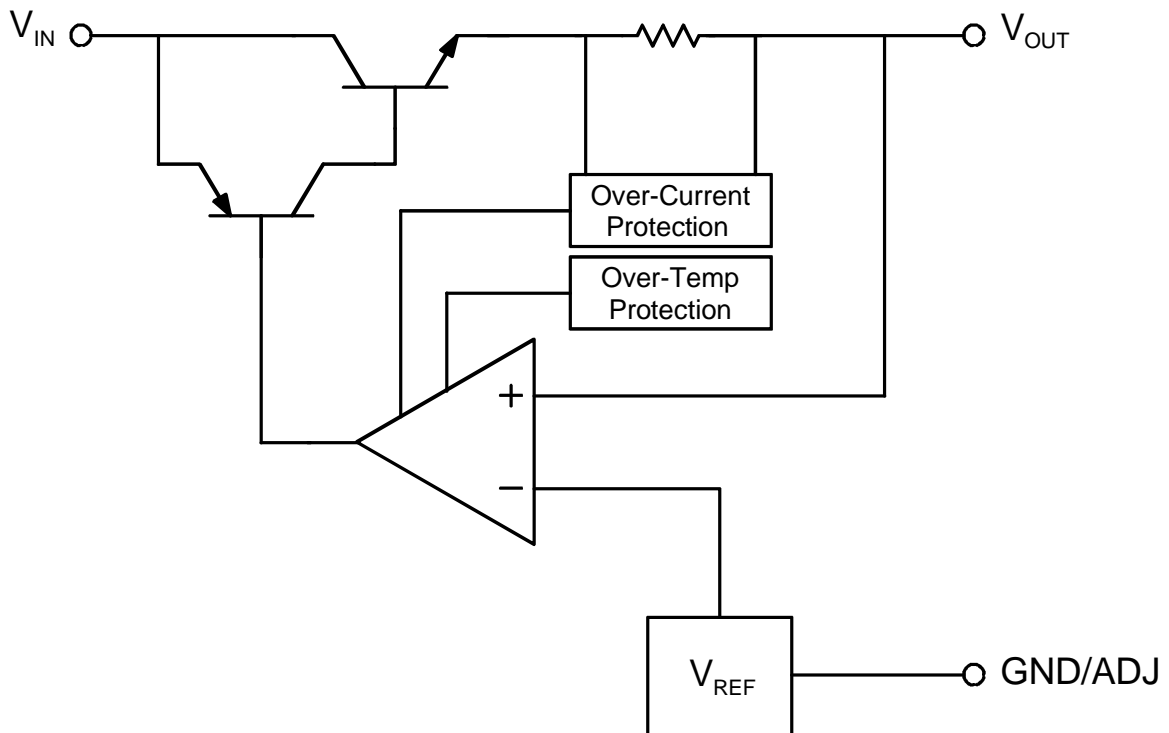 V_IN
V_OUT
Over-Current
Protection
Over-Temp
Protection
+
−
V_REF
GND/ADJ